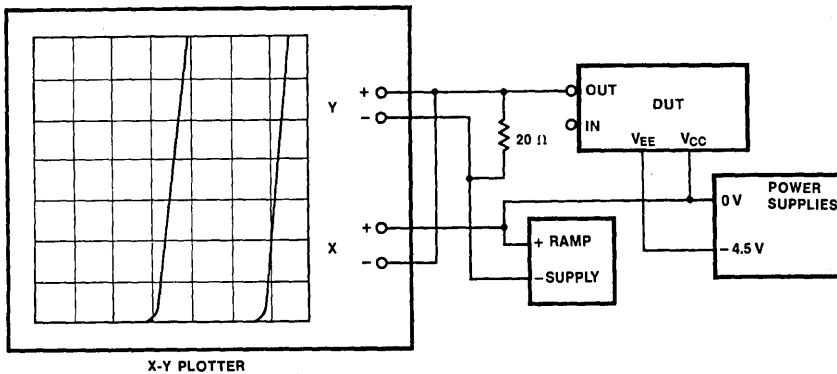 Y
+
-
X
+
-
20 Ω
OUT
DUT
IN
VEE
VCC
POWER
SUPPLIES
0 V
- 4.5 V
+ RAMP
- SUPPLY
X-Y PLOTTER